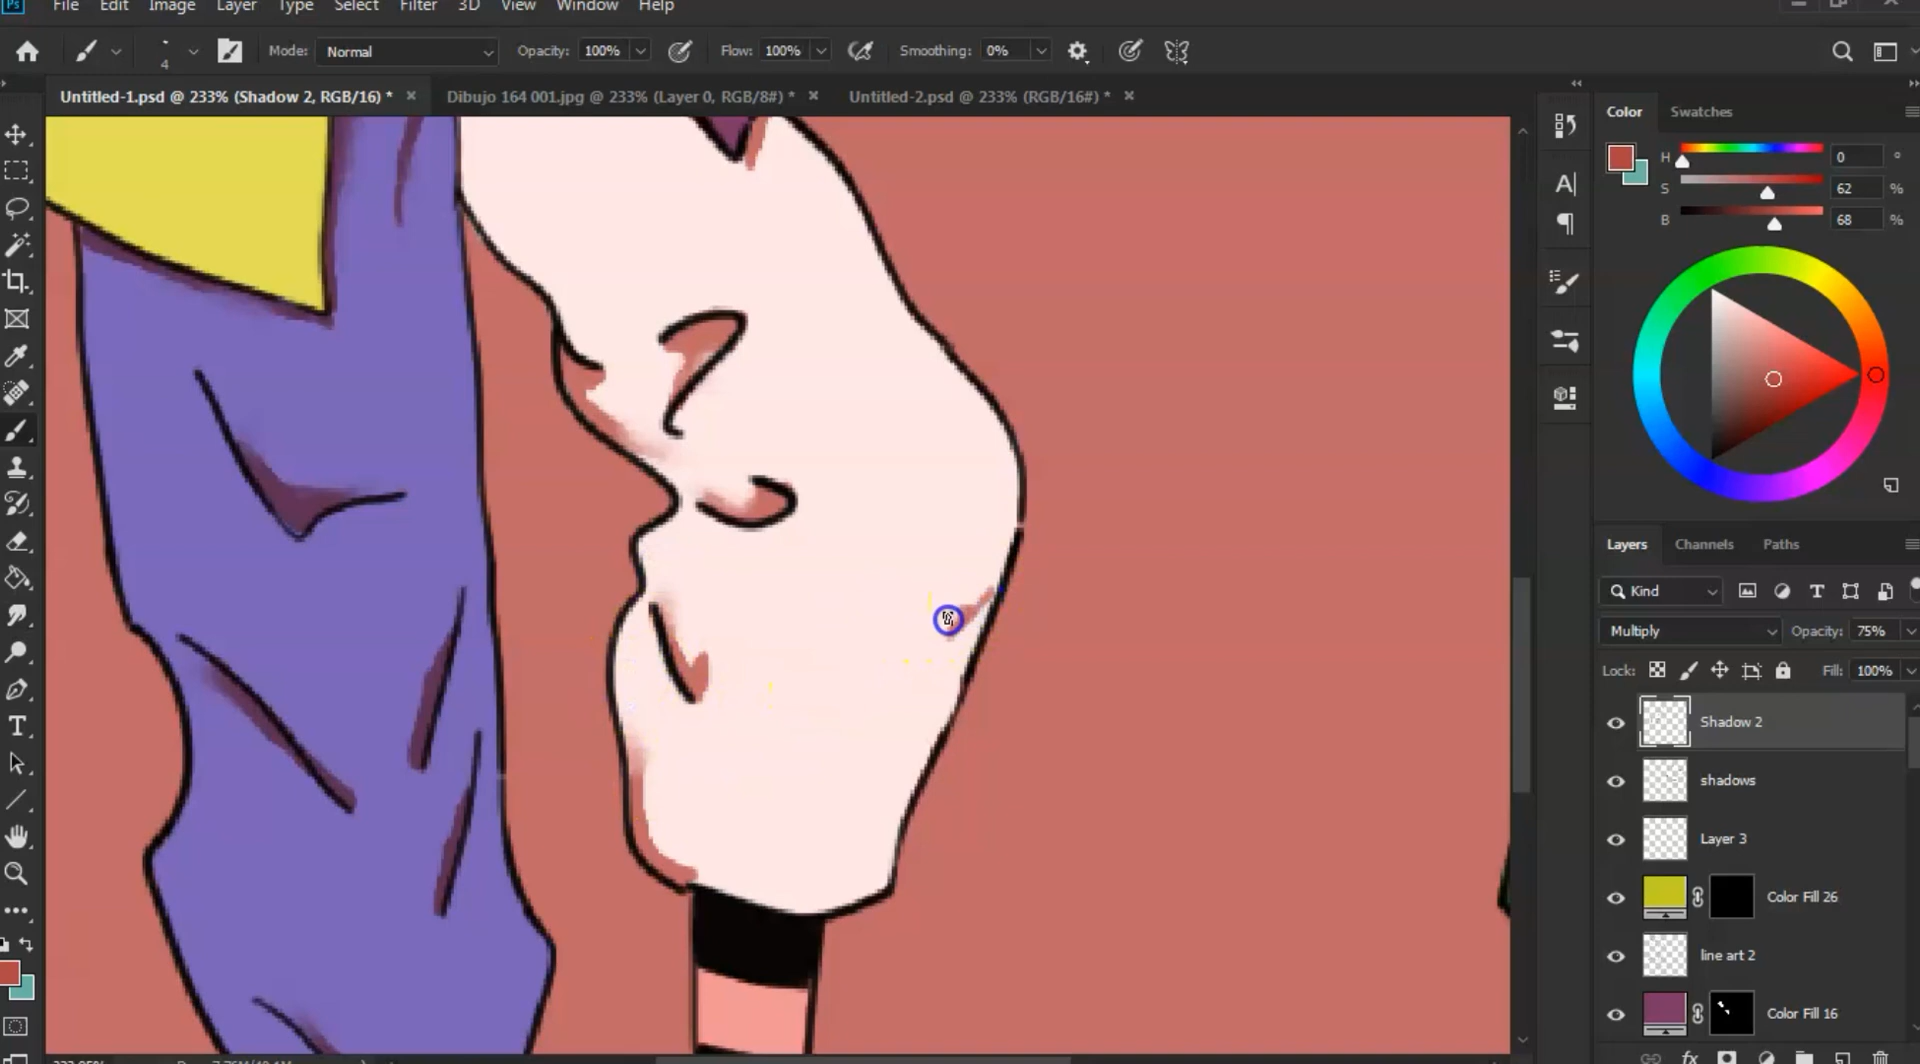 Ps File Edit Image Layer Type Select Filter 3D View Window Help
4 Mode: Normal Opacity: 100% Flow: 100% Smoothing: 0%
Untitled-1.psd @ 233% (Shadow 2, RGB/16) * × Dibujo 164 001.jpg @ 233% (Layer 0, RGB/8#) * × Untitled-2.psd @ 233% (RGB/16#) * ×
Color Swatches
H 0 °
S 62 %
B 68 %
Layers Channels Paths
Kind
Multiply Opacity: 75%
Lock: Fill: 100%
Shadow 2
shadows
Layer 3
Color Fill 26
line art 2
Color Fill 16
fx